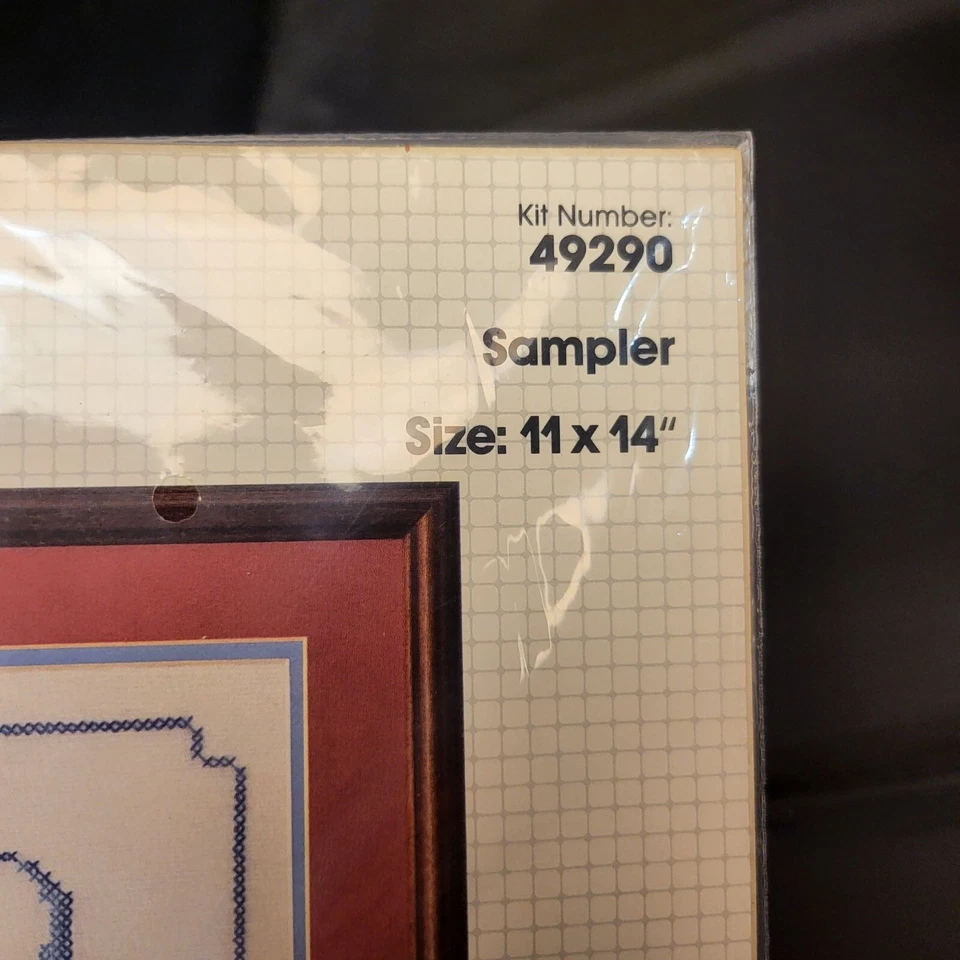 Kit Number:
49290
Sampler
Size: 11 x 14"